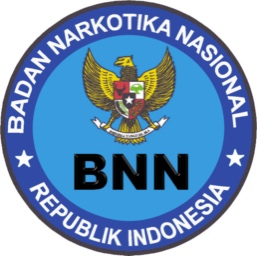 BADAN NARKOTIKA NASIONAL
BNN
REPUBLIK INDONESIA